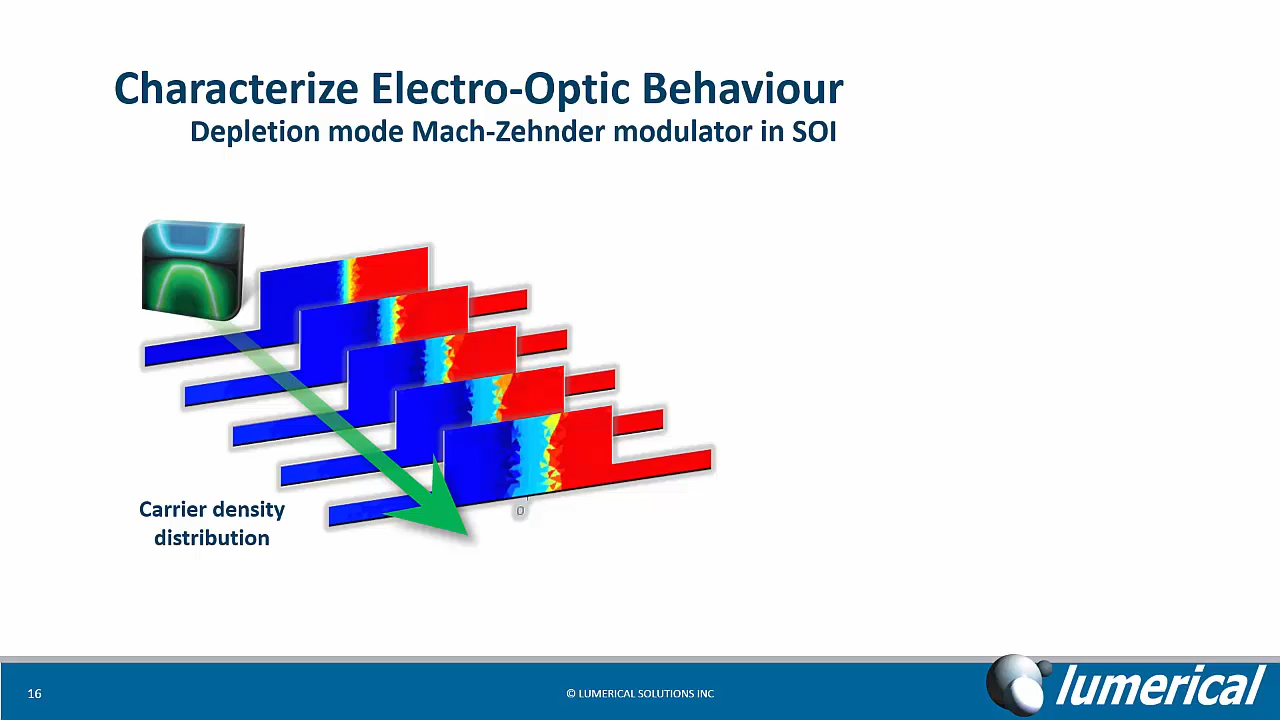 Characterize Electro-Optic Behaviour
Depletion mode Mach-Zehnder modulator in SOI
Carrier density
distribution
0
16
© LUMERICAL SOLUTIONS INC
lumerical